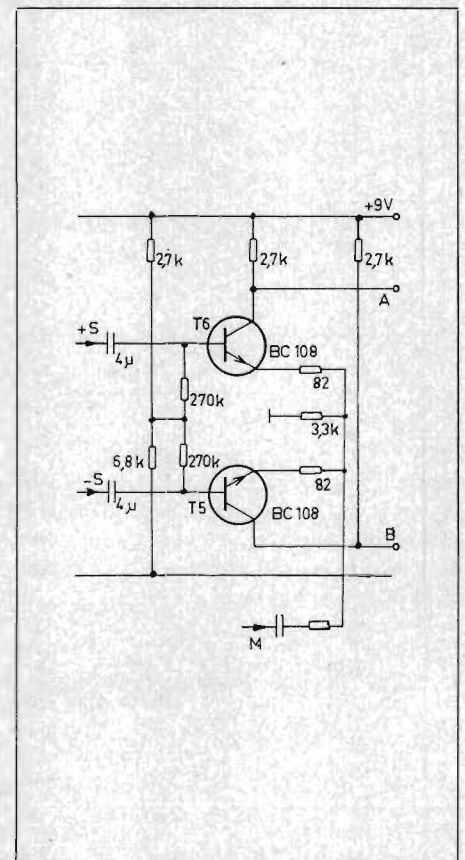 +9V
2,7k
2,7k
2,7k
A
+S
T6
4µ
BC 108
82
270k
3,3k
6,8k
270k
82
-S
4µ
T5
BC 108
B
M